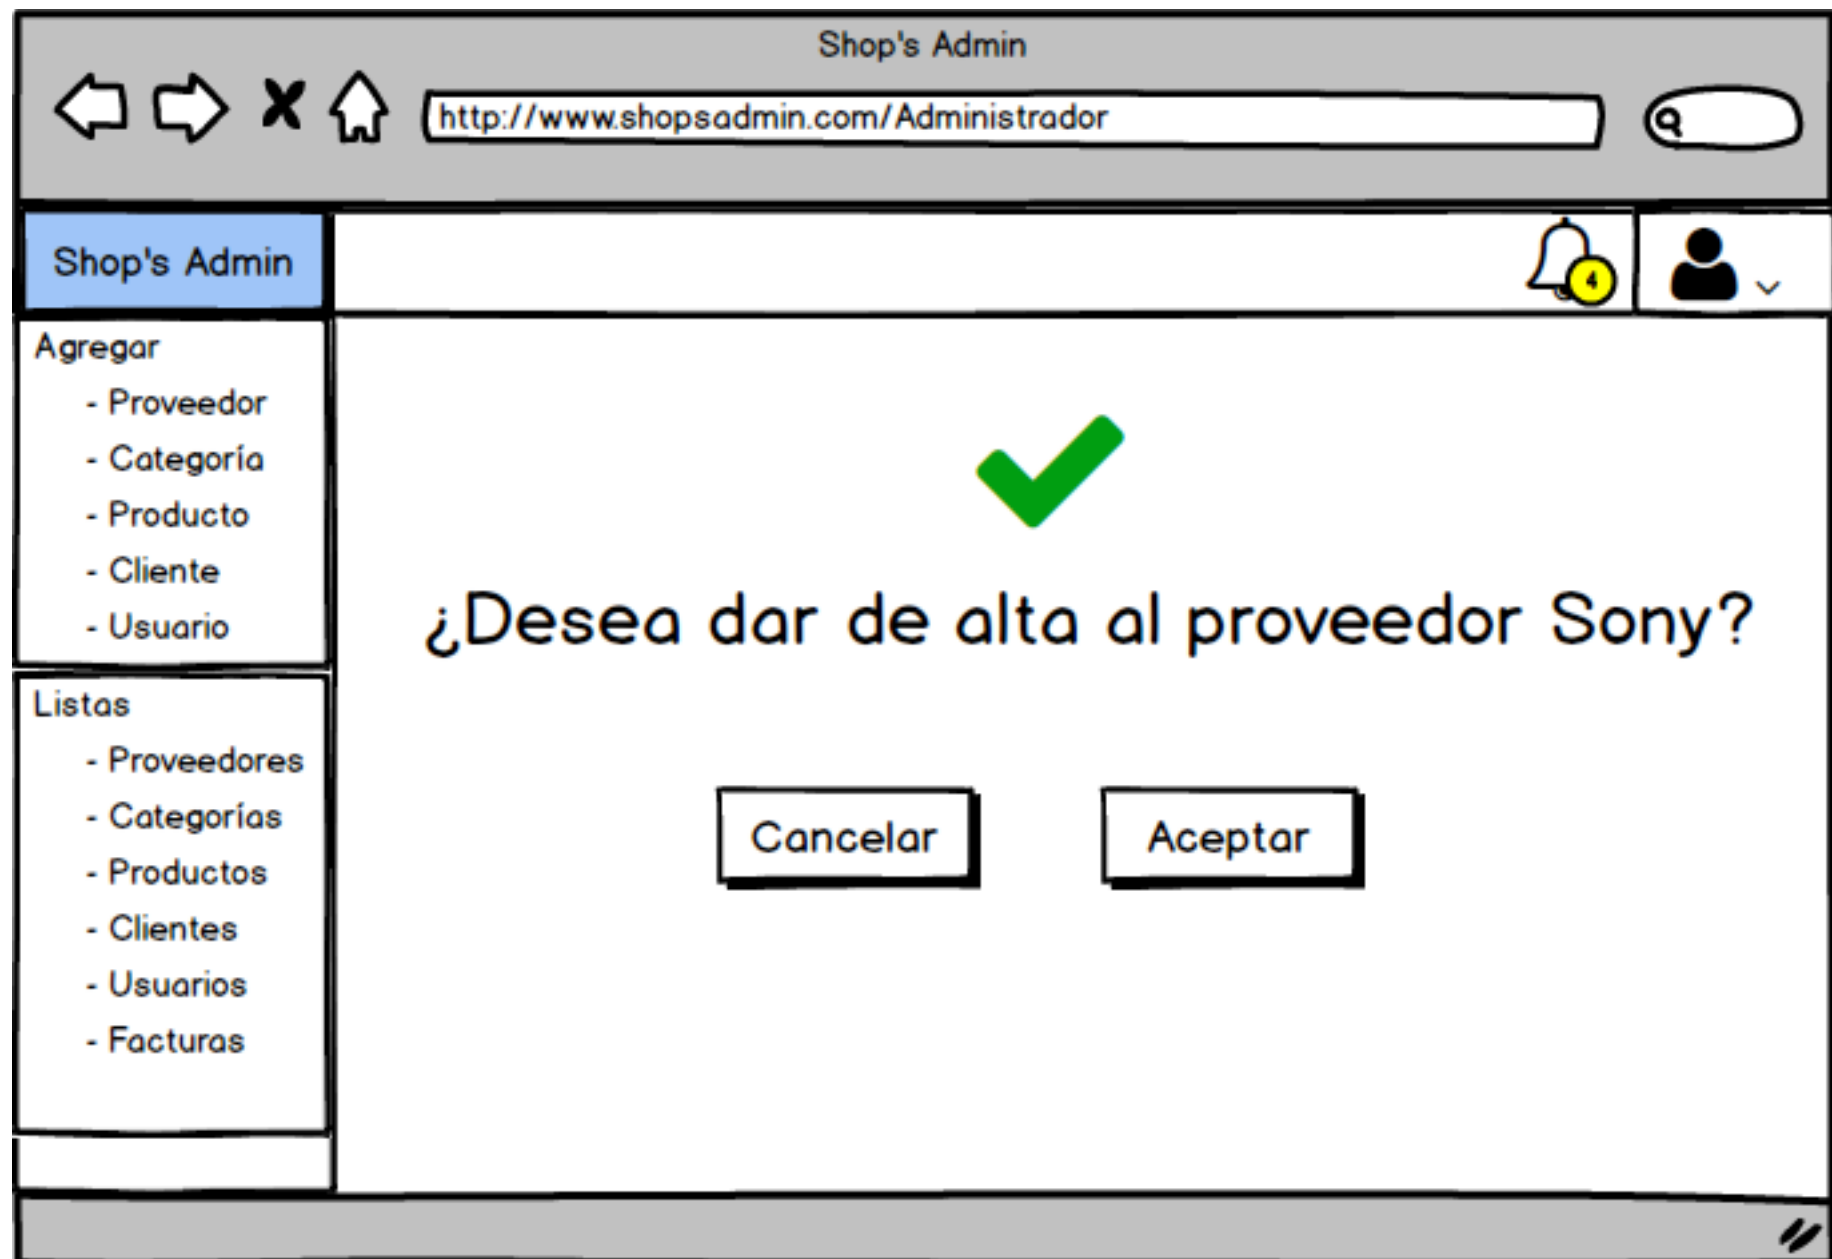 Shop's Admin
http://www.shopsadmin.com/Administrador
Shop's Admin
4
Agregar
- Proveedor
- Categoría
- Producto
- Cliente
- Usuario
Listas
- Proveedores
- Categorías
- Productos
- Clientes
- Usuarios
- Facturas
¿Desea dar de alta al proveedor Sony?
Cancelar
Aceptar